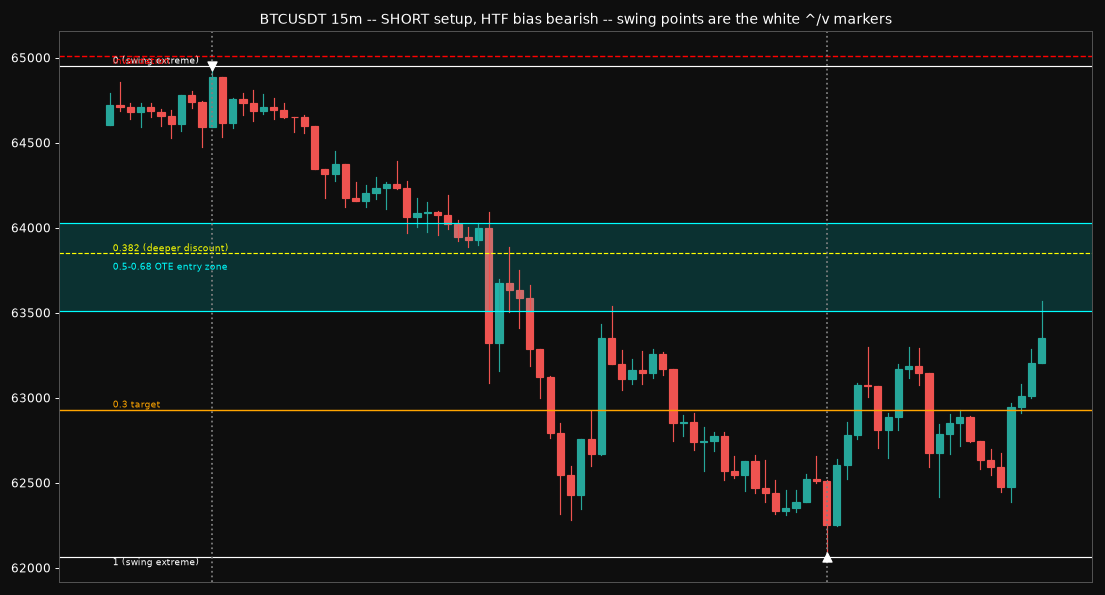 BTCUSDT 15m -- SHORT setup, HTF bias bearish -- swing points are the white ^/v markers
65000
0 (swing extreme)
64500
64000
0.382 (deeper discount)
0.5-0.68 OTE entry zone
63500
63000
0.3 target
62500
62000
1 (swing extreme)